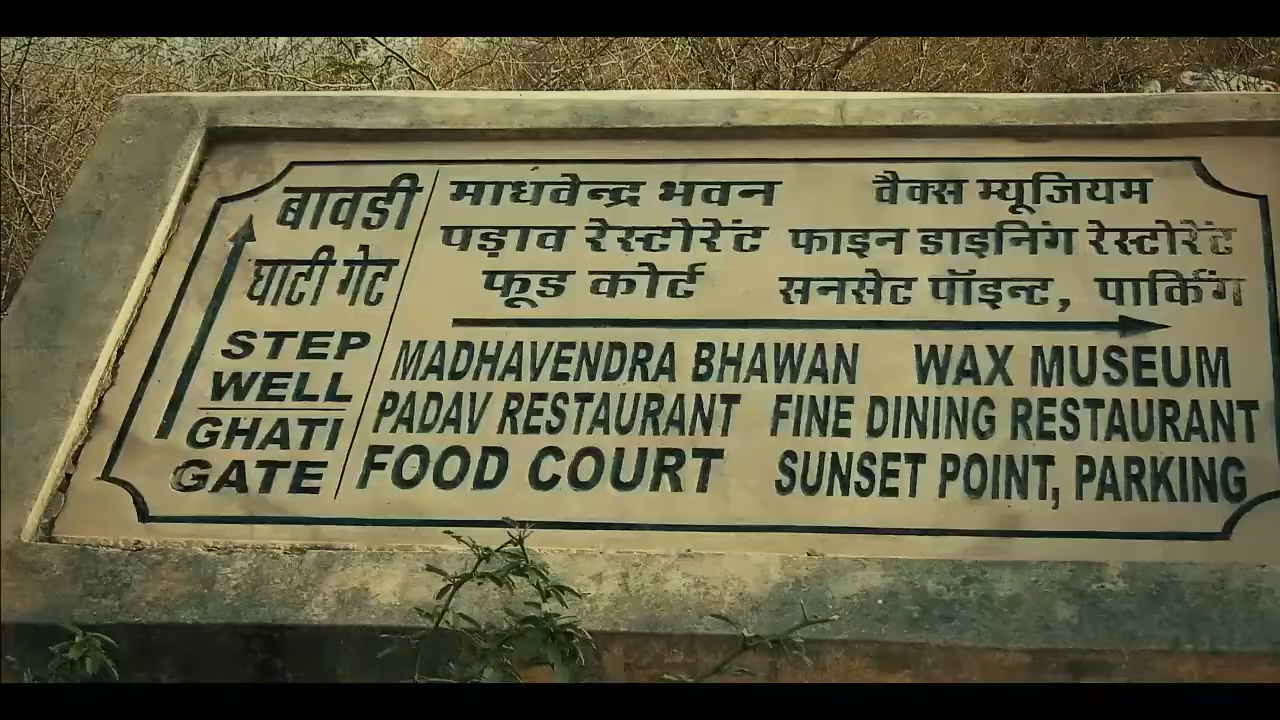 बावडी
घाटी गेट
STEP
WELL
GHATI
GATE
माधवेन्द्र भवन वैक्स म्यूजियम
पड़ाव रेस्टोरेंट फाइन डाइनिंग रेस्टोरेंट
फूड कोर्ट सनसेट पॉइन्ट, पार्किंग
MADHAVENDRA BHAWAN WAX MUSEUM
PADAV RESTAURANT FINE DINING RESTAURANT
FOOD COURT SUNSET POINT, PARKING